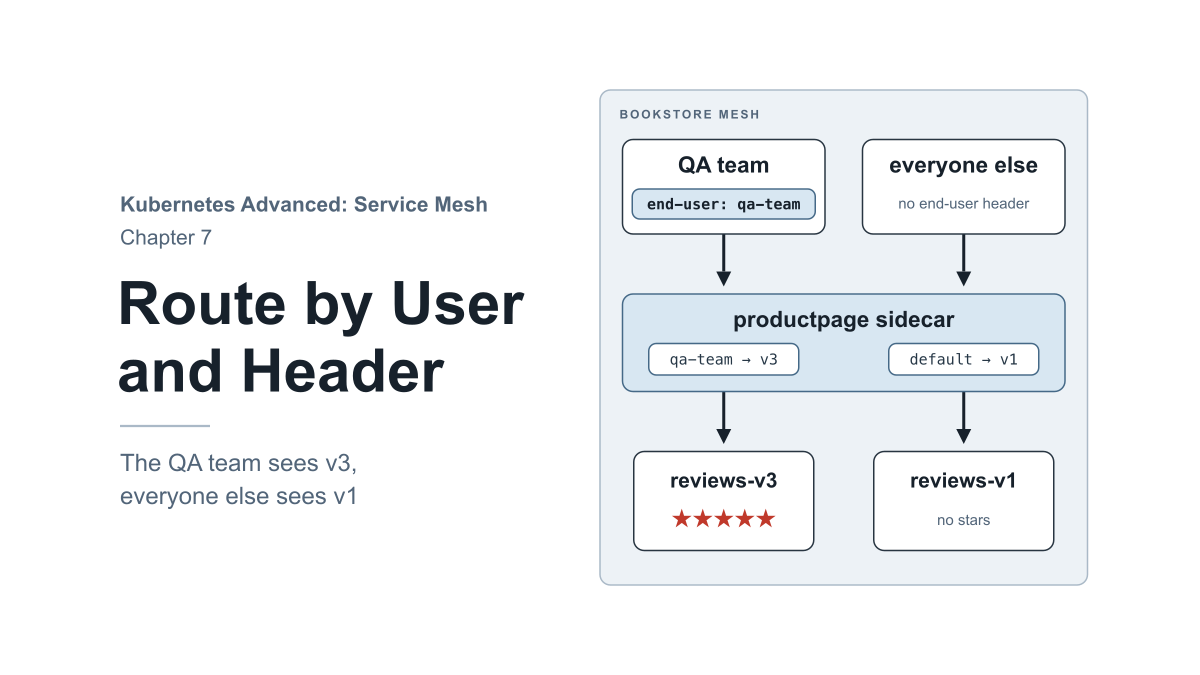 Kubernetes Advanced: Service Mesh
Chapter 7
Route by User
and Header
The QA team sees v3,
everyone else sees v1
BOOKSTORE MESH
QA team
end-user: qa-team
everyone else
no end-user header
productpage sidecar
qa-team → v3
default → v1
reviews-v3
★★★★★
reviews-v1
no stars